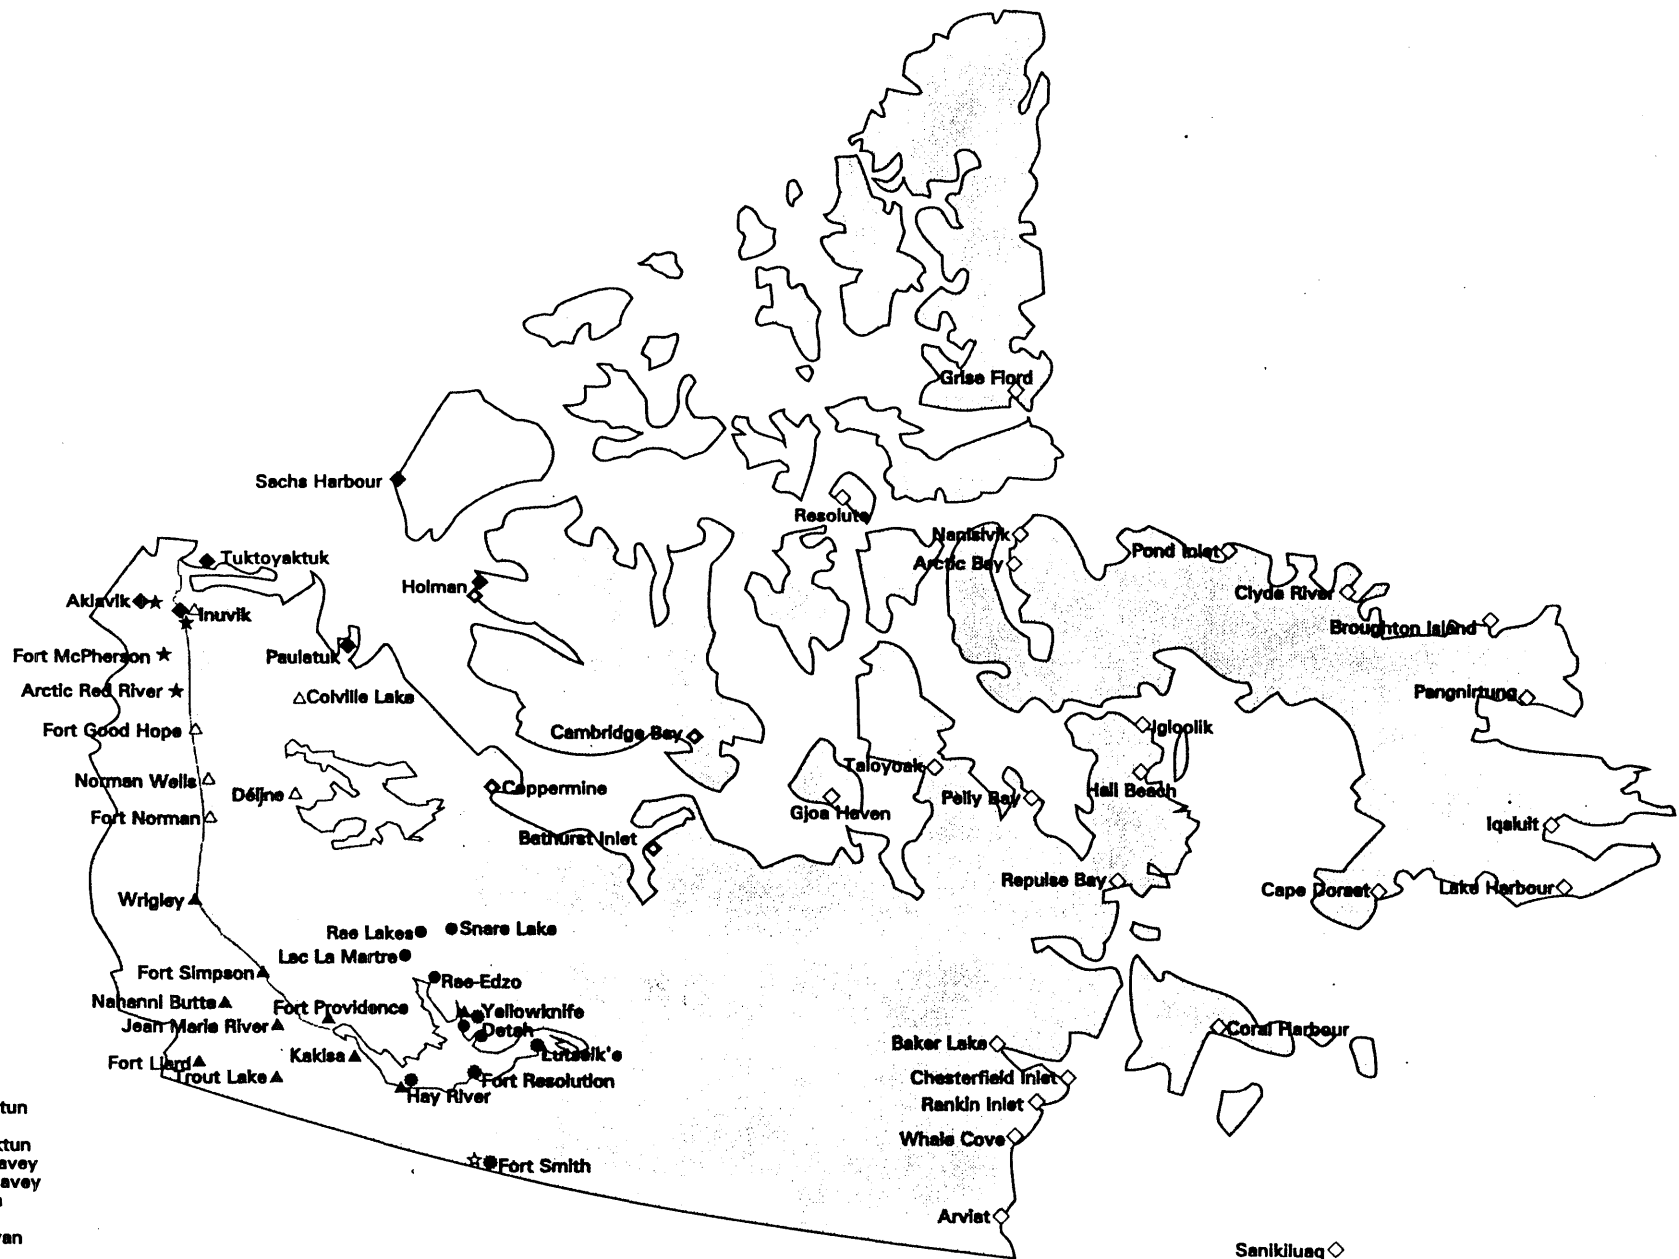 Grise Fiord
Sachs Harbour
Resolute
Nanisivik
Pond Inlet
Tuktoyaktuk
Arctic Bay
Holman
Clyde River
Aklavik
Inuvik
Broughton Island
Fort McPherson
Paulatuk
Arctic Red River
Colville Lake
Pangnirtung
Igloolik
Fort Good Hope
Cambridge Bay
Taloyoak
Norman Wells
Déljne
Coppermine
Pelly Bay
Hall Beach
Gjoa Haven
Fort Norman
Iqaluit
Bathurst Inlet
Repulse Bay
Cape Dorset
Lake Harbour
Wrigley
Rae Lakes
Snare Lake
Lac La Martre
Fort Simpson
Rae-Edzo
Nahanni Butte
Fort Providence
Yellowknife
Jean Marie River
Detah
Coral Harbour
Baker Lake
Kakisa
Lutselk'e
Fort Liard
Trout Lake
Fort Resolution
Chesterfield Inlet
Hay River
Rankin Inlet
tun
Whale Cove
ktun
avey
Fort Smith
avey
Arviat
van
Sanikiluaq